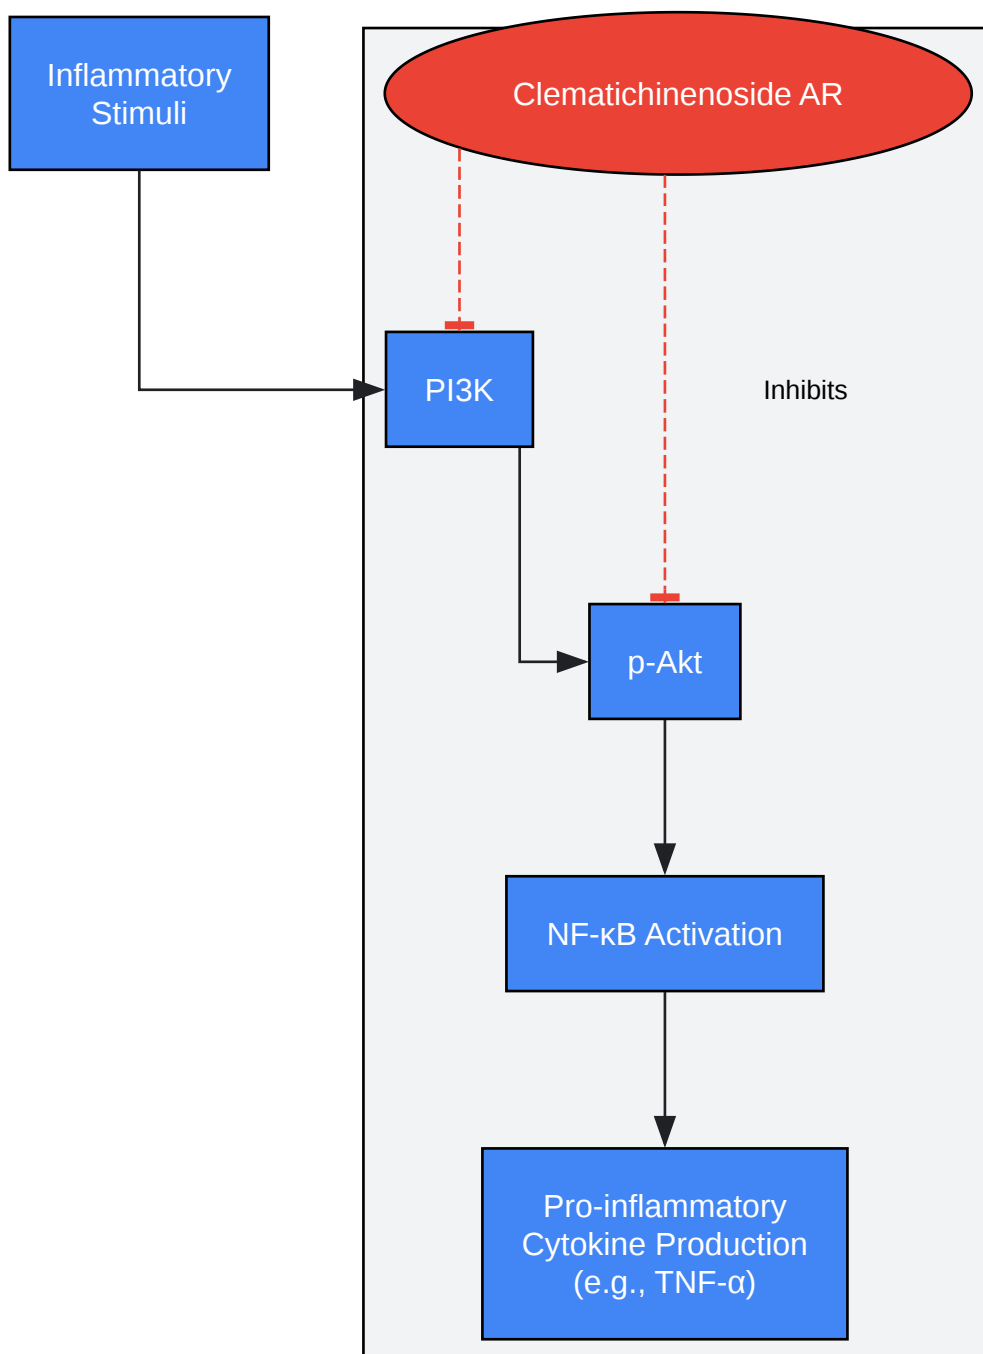 Inflammatory
Stimuli
Clematichinenoside AR
PI3K
Inhibits
p-Akt
NF-κB Activation
Pro-inflammatory
Cytokine Production
(e.g., TNF-α)